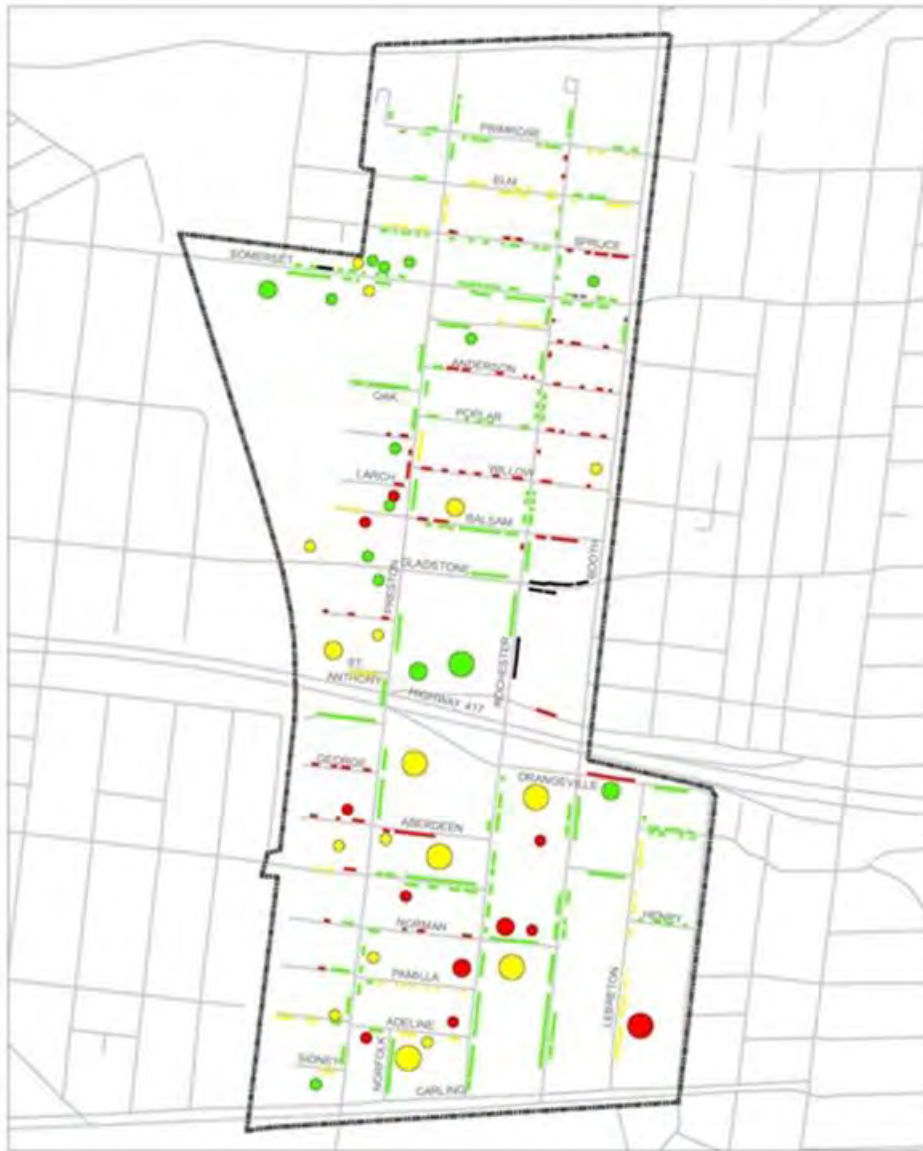 PRIMROSE
ELM
SPRUCE
SOMERSET
ANDERSON
OAK
POPLAR
WILLOW
LARCH
BALSAM
BOOTH
GLADSTONE
PRESTON
ROCHESTER
ST.
ANTHONY
HIGHWAY 417
GEORGE
ORANGEVILLE
ABERDEEN
HENRY
NORMAN
PAMILLA
LEBRETON
ADELINE
SIDNEY
NORFOLK
CARLING